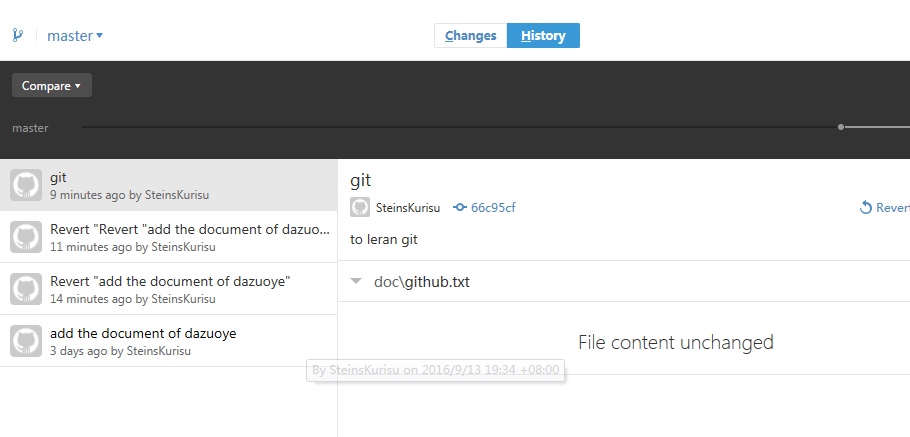 master
Changes
History
Compare
master
git
9 minutes ago by SteinsKurisu
Revert "Revert "add the document of dazuo...
11 minutes ago by SteinsKurisu
Revert "add the document of dazuoye"
14 minutes ago by SteinsKurisu
add the document of dazuoye
3 days ago by SteinsKurisu
By SteinsKurisu on 2016/9/13 19:34 +08:00
git
SteinsKurisu 66c95cf
Revert
to leran git
doc\github.txt
File content unchanged